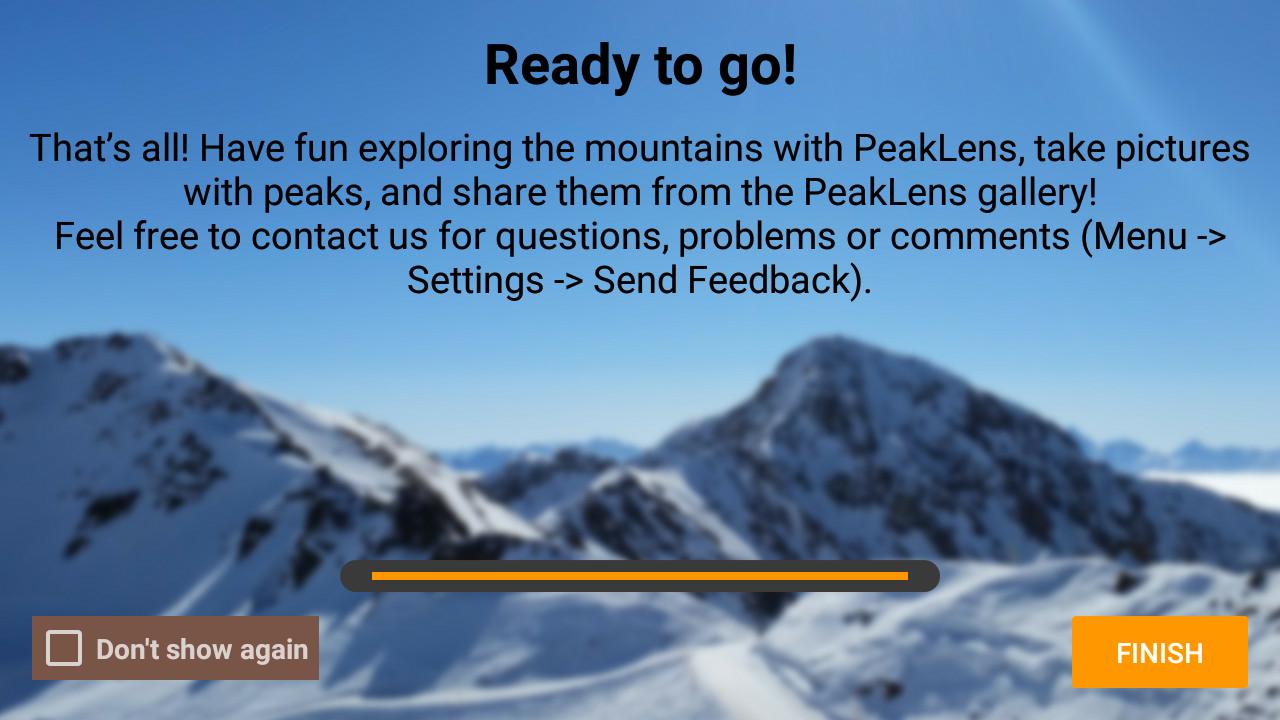 Ready to go!
That’s all! Have fun exploring the mountains with PeakLens, take pictures
with peaks, and share them from the PeakLens gallery!
Feel free to contact us for questions, problems or comments (Menu ->
Settings -> Send Feedback).
Don't show again
FINISH